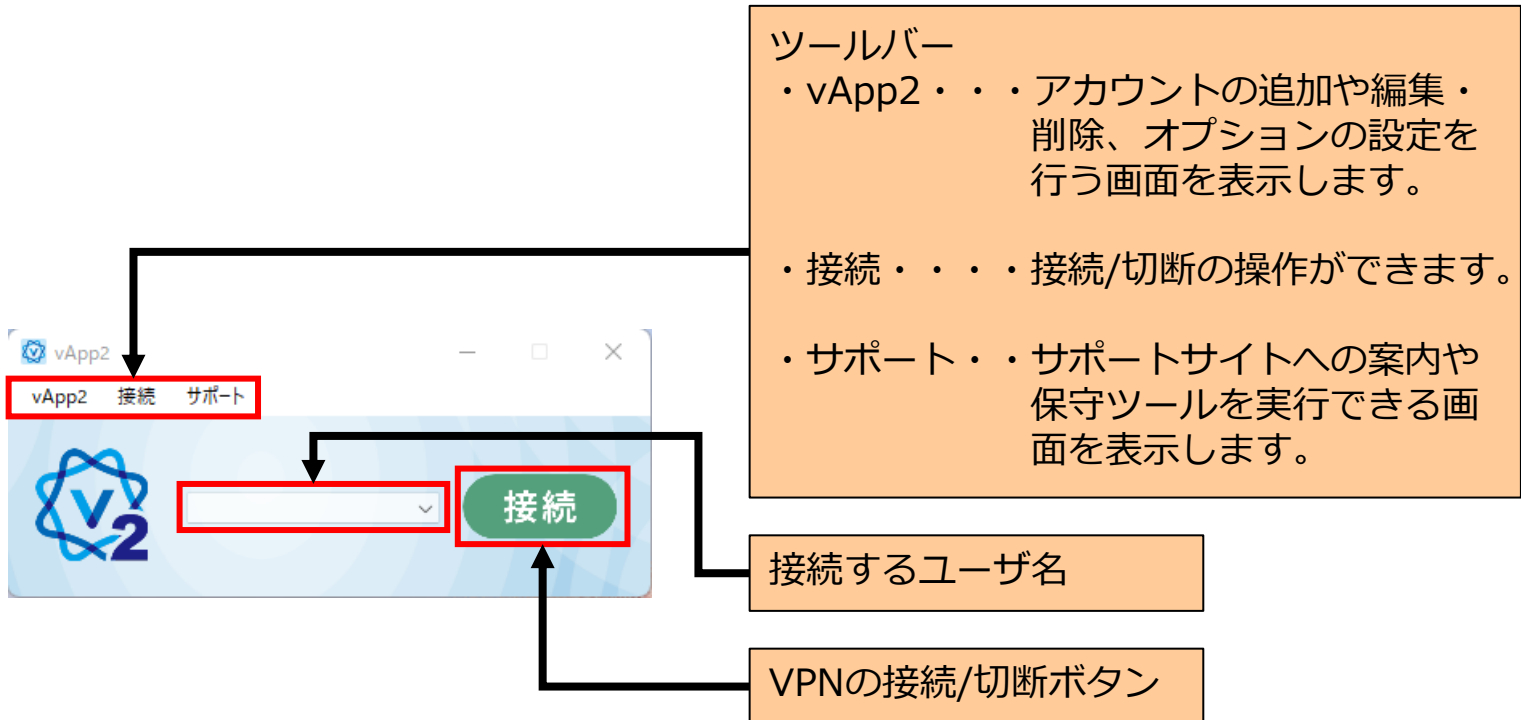 ツールバー
・vApp2・・・アカウントの追加や編集・
削除、オプションの設定を
行う画面を表示します。
・接続・・・・接続/切断の操作ができます。
・サポート・・サポートサイトへの案内や
保守ツールを実行できる画
面を表示します。
vApp2
vApp2 接続 サポート
V2
接続
接続するユーザ名
VPNの接続/切断ボタン